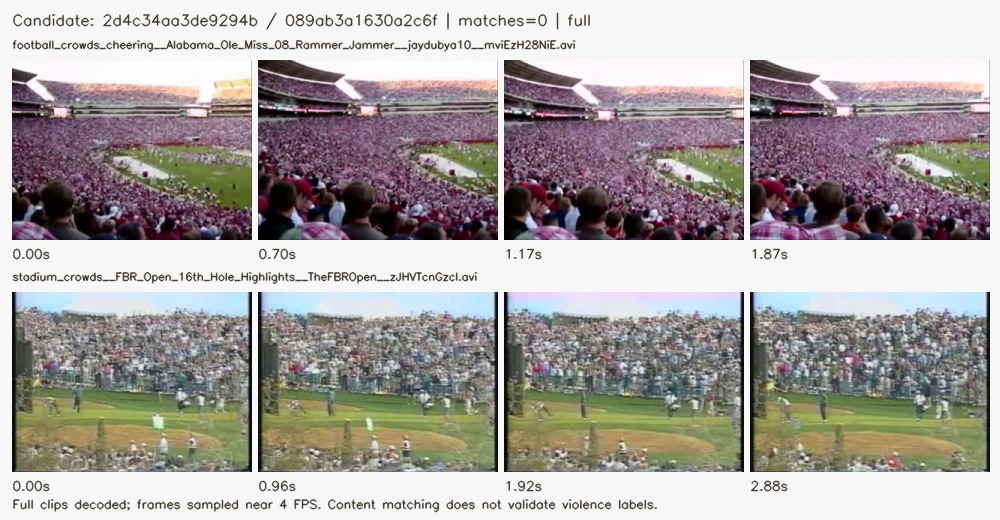 Candidate: 2d4c34aa3de9294b / 089ab3a1630a2c6f | matches=0 | full
football_crowds_cheering__Alabama_Ole_Miss_08_Rammer_Jammer__jaydubya10__mviEzH28NiE.avi
0.00s 0.70s 1.17s 1.87s
stadium_crowds__FBR_Open_16th_Hole_Highlights__TheFBROpen__zJHVTcnGzcI.avi
0.00s 0.96s 1.92s 2.88s
Full clips decoded; frames sampled near 4 FPS. Content matching does not validate violence labels.